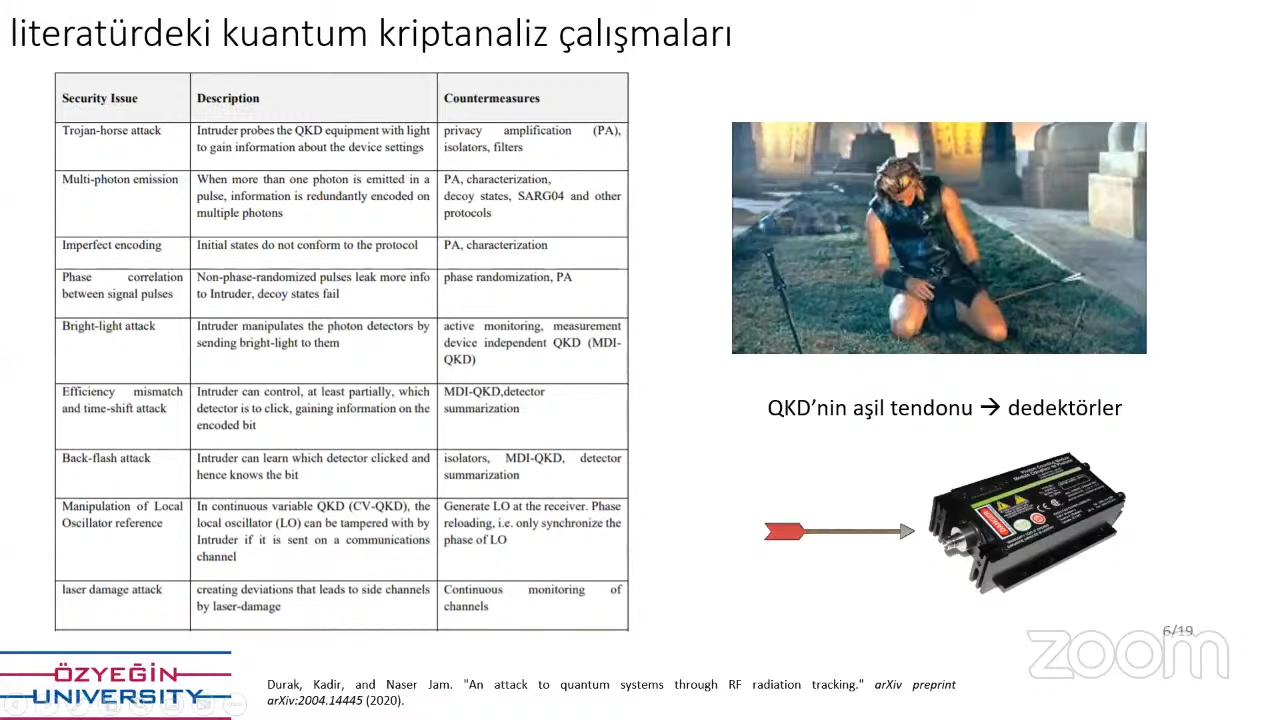 literatürdeki kuantum kriptanaliz çalışmaları
Security Issue
Description
Countermeasures
Trojan-horse attack
Intruder probes the QKD equipment with light
to gain information about the device settings
privacy amplification (PA),
isolators, filters
Multi-photon emission
When more than one photon is emitted in a
pulse, information is redundantly encoded on
multiple photons
PA, characterization,
decoy states, SARG04 and other
protocols
Imperfect encoding
Initial states do not conform to the protocol
PA, characterization
Phase correlation
between signal pulses
Non-phase-randomized pulses leak more info
to Intruder, decoy states fail
phase randomization, PA
Bright-light attack
Intruder manipulates the photon detectors by
sending bright-light to them
active monitoring, measurement
device independent QKD (MDI-
QKD)
Efficiency mismatch
and time-shift attack
Intruder can control, at least partially, which
detector is to click, gaining information on the
encoded bit
MDI-QKD,detector
summarization
Back-flash attack
Intruder can learn which detector clicked and
hence knows the bit
isolators, MDI-QKD, detector
summarization
Manipulation of Local
Oscillator reference
In continuous variable QKD (CV-QKD), the
local oscillator (LO) can be tampered with by
Intruder if it is sent on a communications
channel
Generate LO at the receiver. Phase
reloading, i.e. only synchronize the
phase of LO
laser damage attack
creating deviations that leads to side channels
by laser-damage
Continuous monitoring of
channels
QKD'nin aşil tendonu → dedektörler
DANGER
6/19
zoom
ÖZYEĞİN
UNIVERSITY
Durak, Kadir, and Naser Jam. "An attack to quantum systems through RF radiation tracking." arXiv preprint
arXiv:2004.14445 (2020).